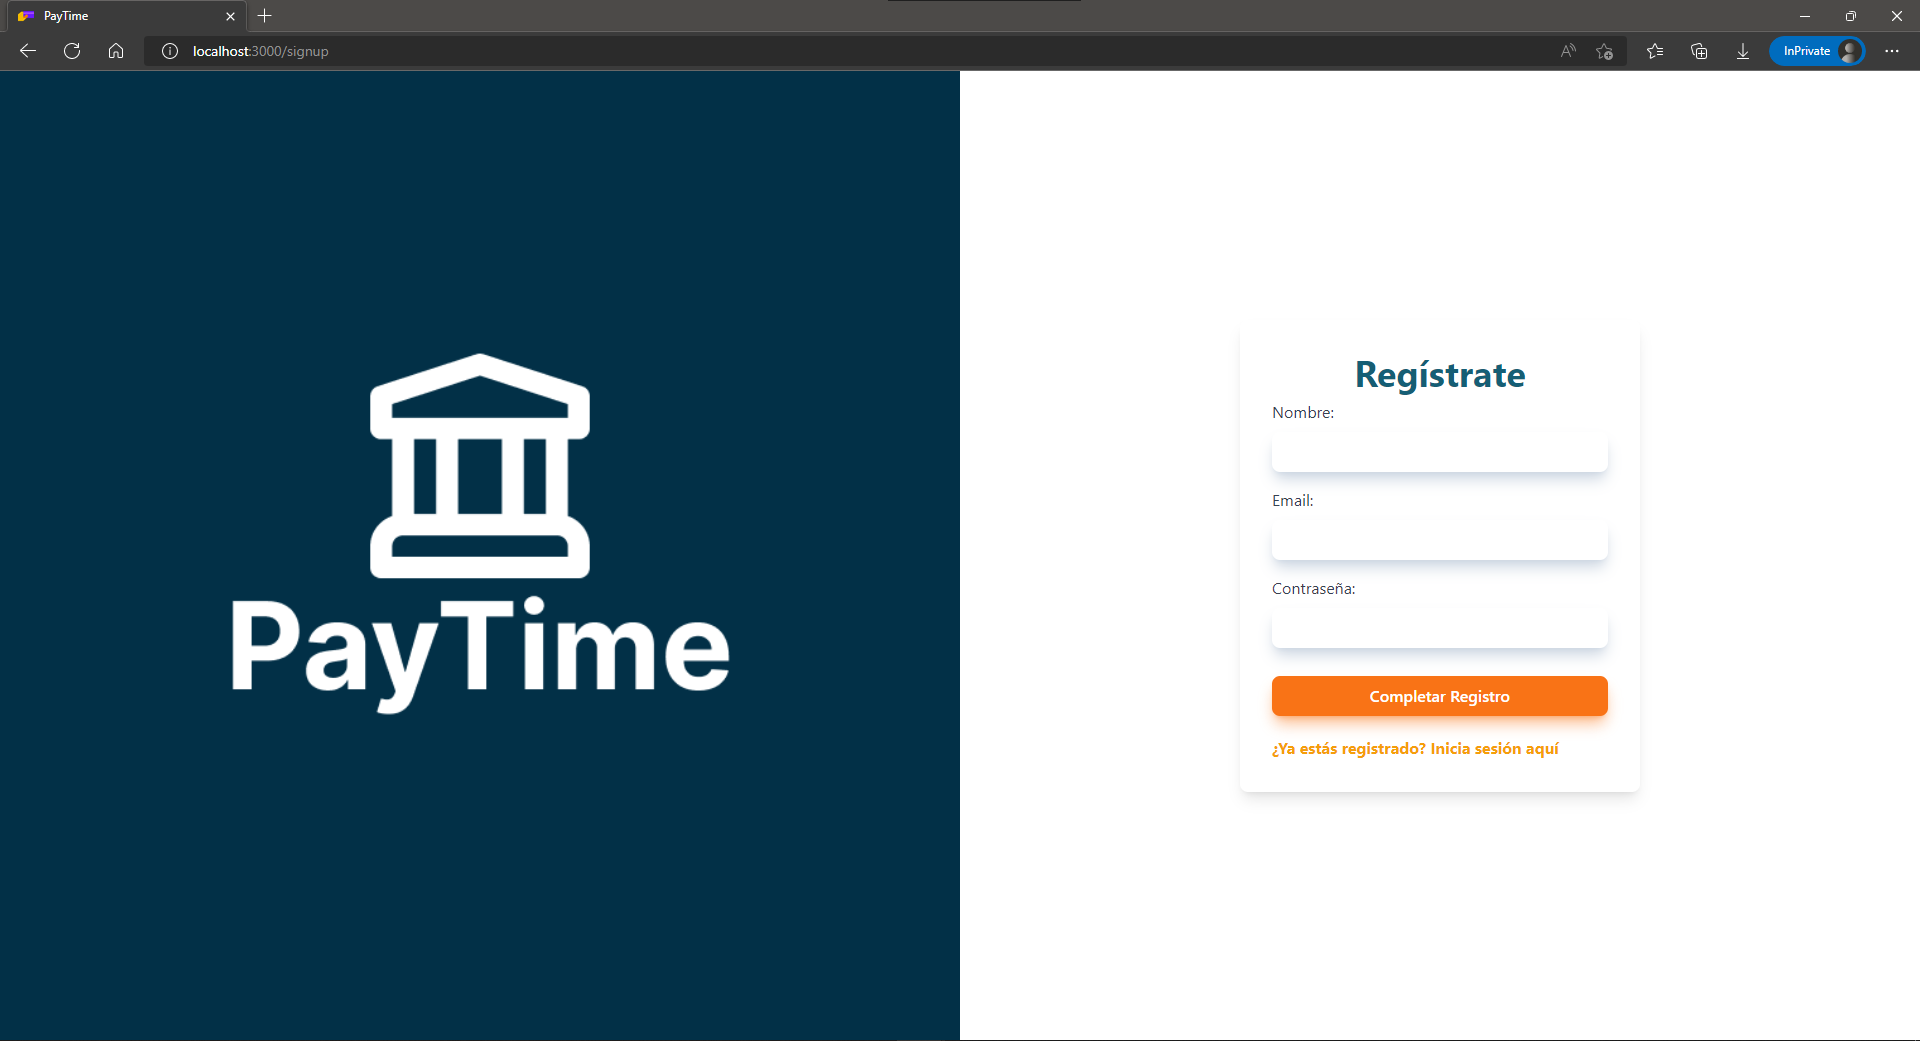 PayTime
localhost:3000/signup
InPrivate
PayTime
Regístrate
Nombre:
Email:
Contraseña:
Completar Registro
¿Ya estás registrado? Inicia sesión aquí